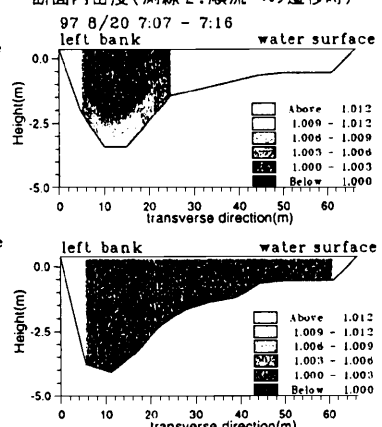 97 8/20 7:07 - 7:16
left bank water surface
Height(m)
0.0
-2.5
-5.0
Above 1.012
1.009 - 1.012
1.006 - 1.009
1.003 - 1.006
1.000 - 1.003
Below 1.000
0 10 20 30 40 50 60
transverse direction(m)
left bank water surface
Height(m)
0.0
-2.5
-5.0
Above 1.012
1.009 - 1.012
1.006 - 1.009
1.003 - 1.006
1.000 - 1.003
Below 1.000
0 10 20 30 40 50 60
transverse direction(m)